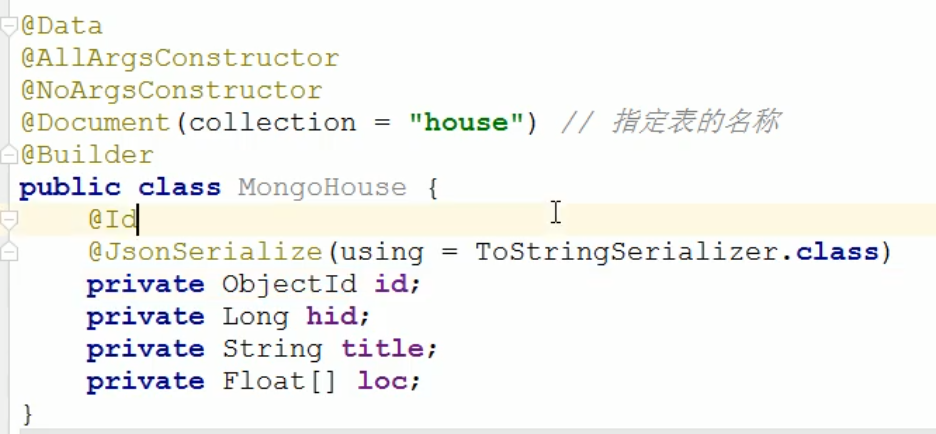 @Data
@AllArgsConstructor
@NoArgsConstructor
@Document(collection = "house") // 指定表的名称
@Builder
public class MongoHouse {
    @Id
    @JsonSerialize(using = ToStringSerializer.class)
    private ObjectId id;
    private Long hid;
    private String title;
    private Float[] loc;
}